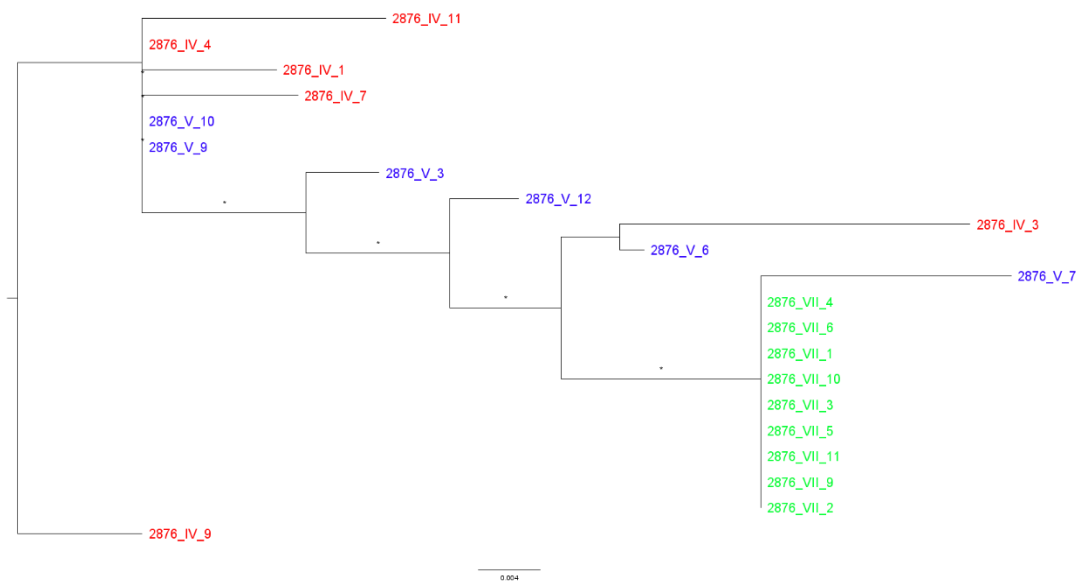 2876_IV_11
2876_IV_4
2876_IV_1
2876_IV_7
2876_V_10
2876_V_9
2876_V_3
*
2876_V_12
*
2876_IV_3
2876_V_6
2876_V_7
*
2876_VII_4
2876_VII_6
2876_VII_1
*
2876_VII_10
2876_VII_3
2876_VII_5
2876_VII_11
2876_VII_9
2876_VII_2
2876_IV_9
0.004